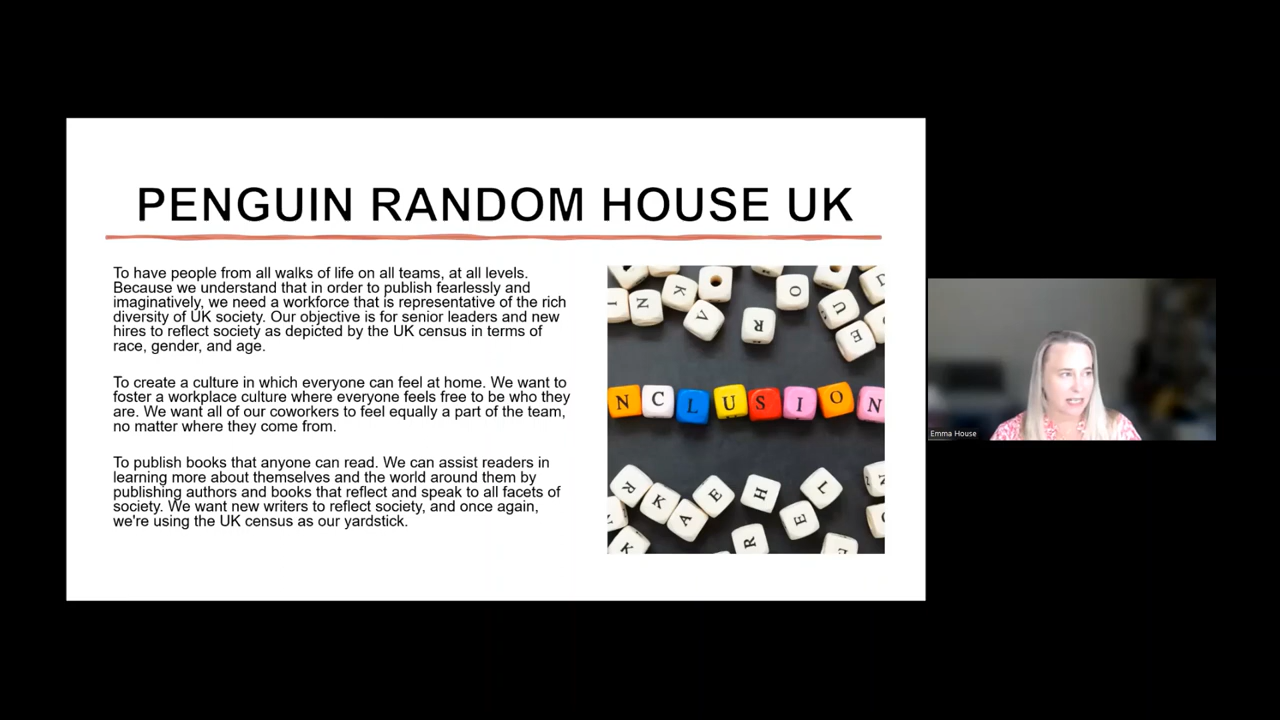 PENGUIN RANDOM HOUSE UK
To have people from all walks of life on all teams, at all levels.
Because we understand that in order to publish fearlessly and
imaginatively, we need a workforce that is representative of the rich
diversity of UK society. Our objective is for senior leaders and new
hires to reflect society as depicted by the UK census in terms of
race, gender, and age.
To create a culture in which everyone can feel at home. We want to
foster a workplace culture where everyone feels free to be who they
are. We want all of our coworkers to feel equally a part of the team,
no matter where they come from.
To publish books that anyone can read. We can assist readers in
learning more about themselves and the world around them by
publishing authors and books that reflect and speak to all facets of
society. We want new writers to reflect society, and once again,
we're using the UK census as our yardstick.
NCLUSION
Emma House